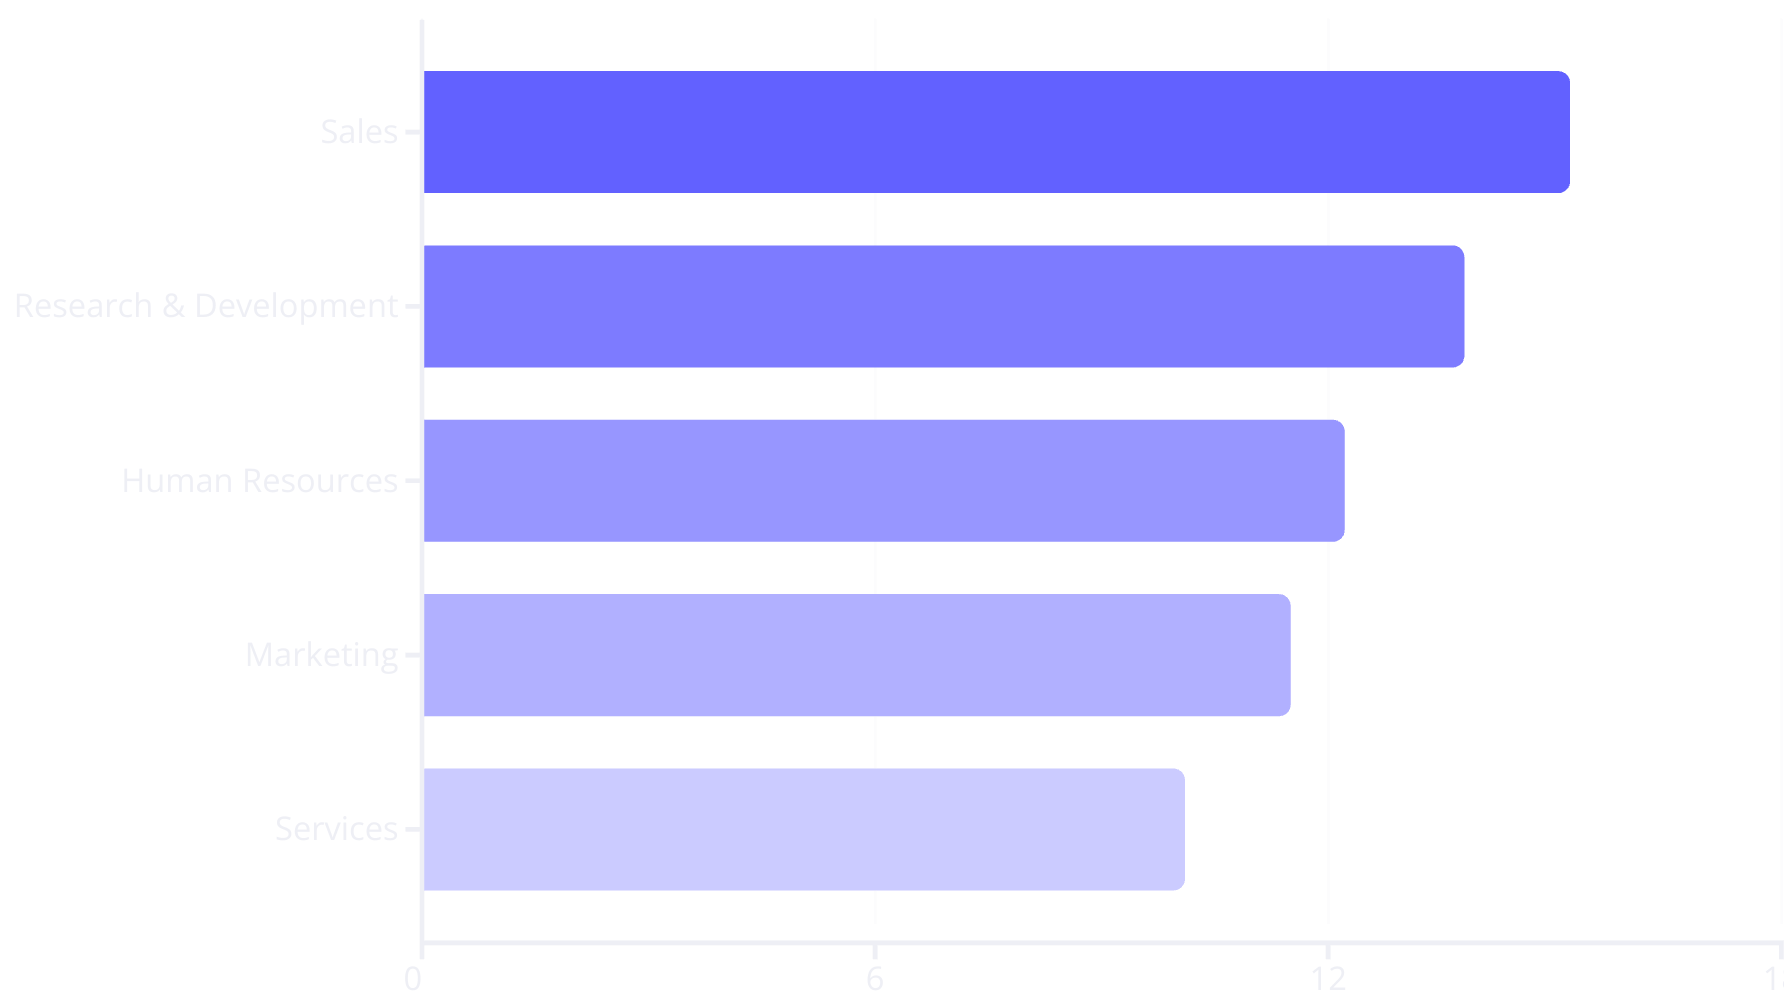 Sales
Research & Development
Human Resources
Marketing
Services
0 6 12